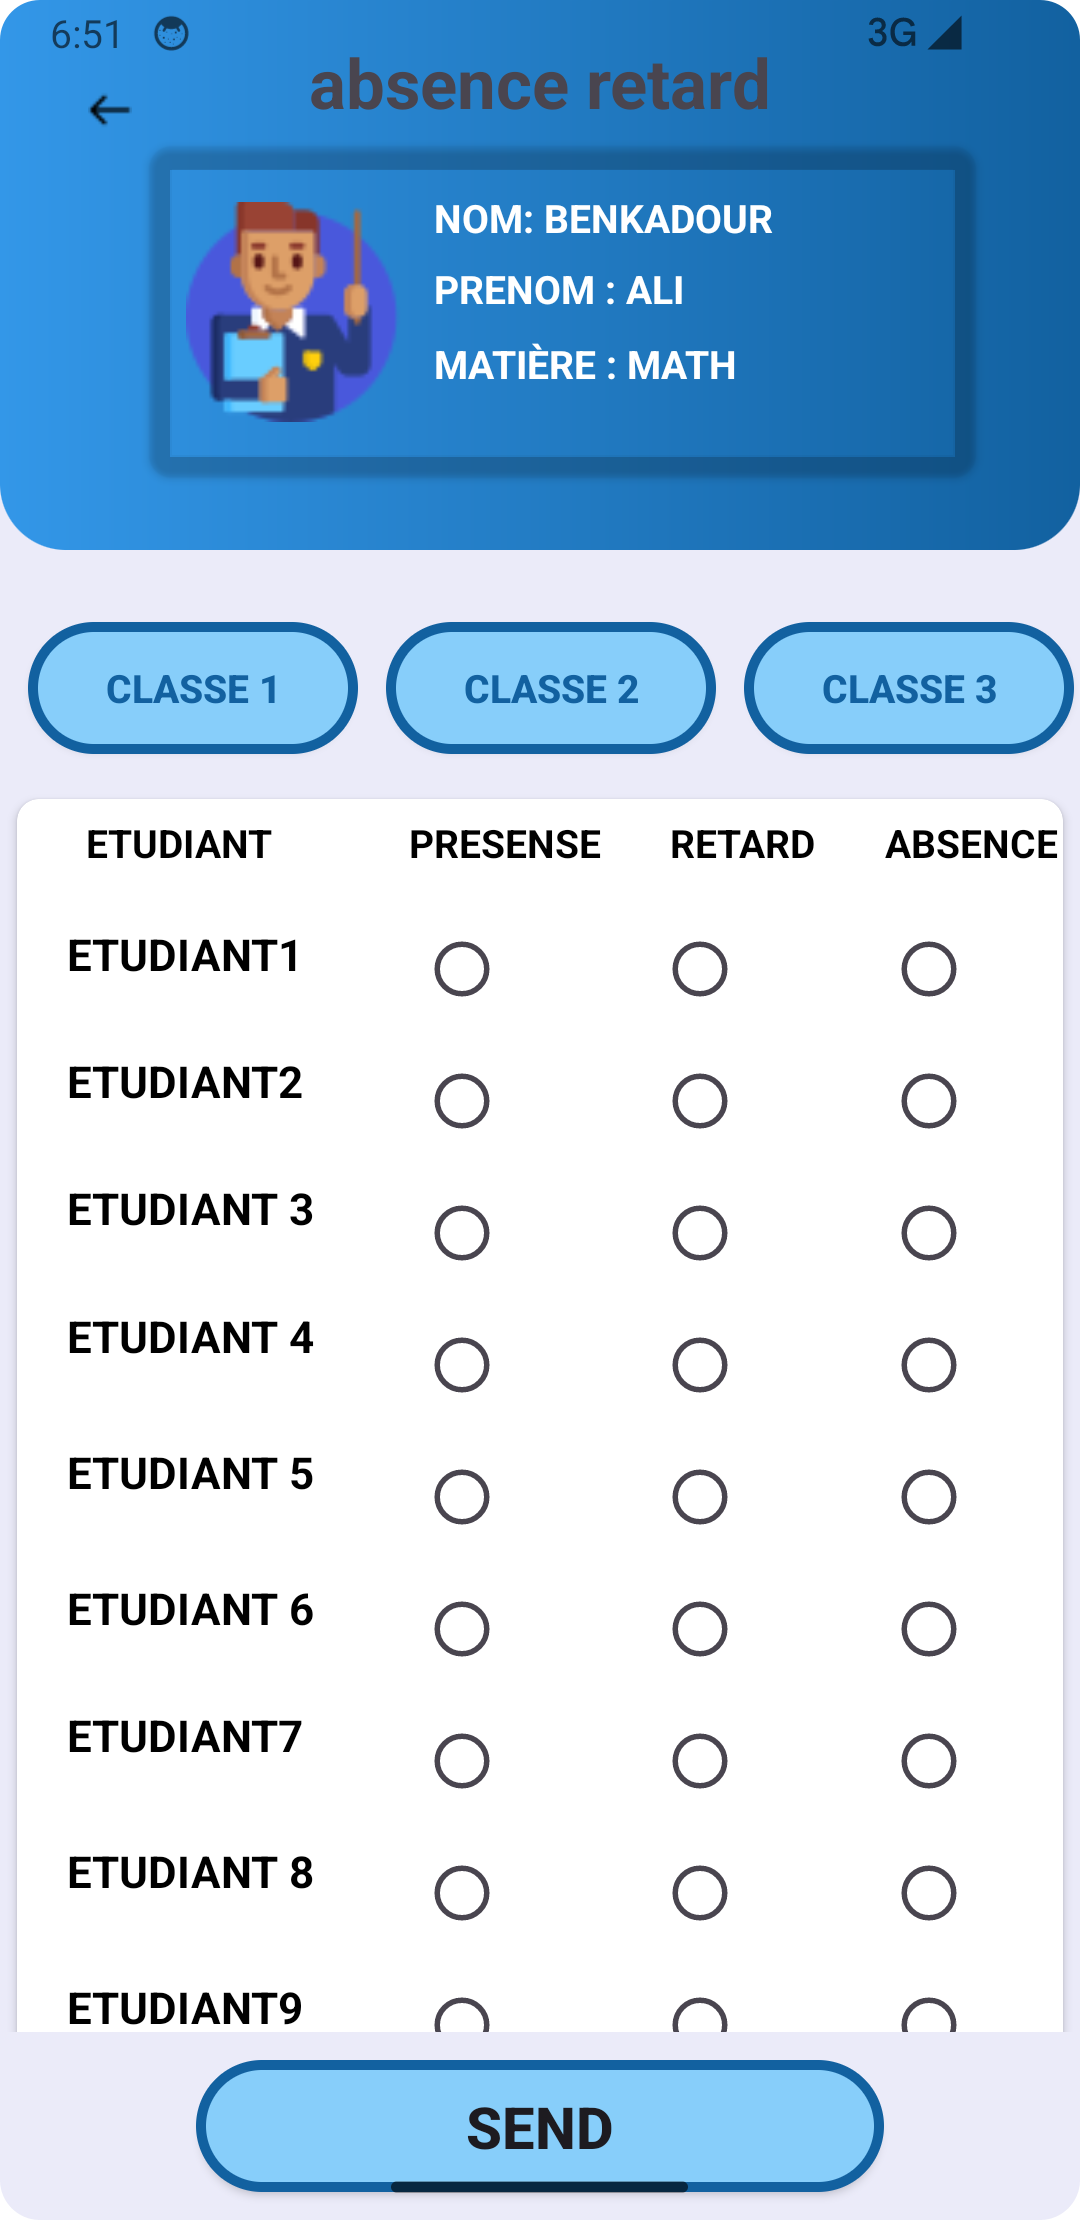 6:51 3G
absence retard
NOM: BENKADOUR
PRENOM : ALI
MATIÈRE : MATH
CLASSE 1 CLASSE 2 CLASSE 3
ETUDIANT PRESENSE RETARD ABSENCE
ETUDIANT1
ETUDIANT2
ETUDIANT 3
ETUDIANT 4
ETUDIANT 5
ETUDIANT 6
ETUDIANT7
ETUDIANT 8
ETUDIANT9
SEND